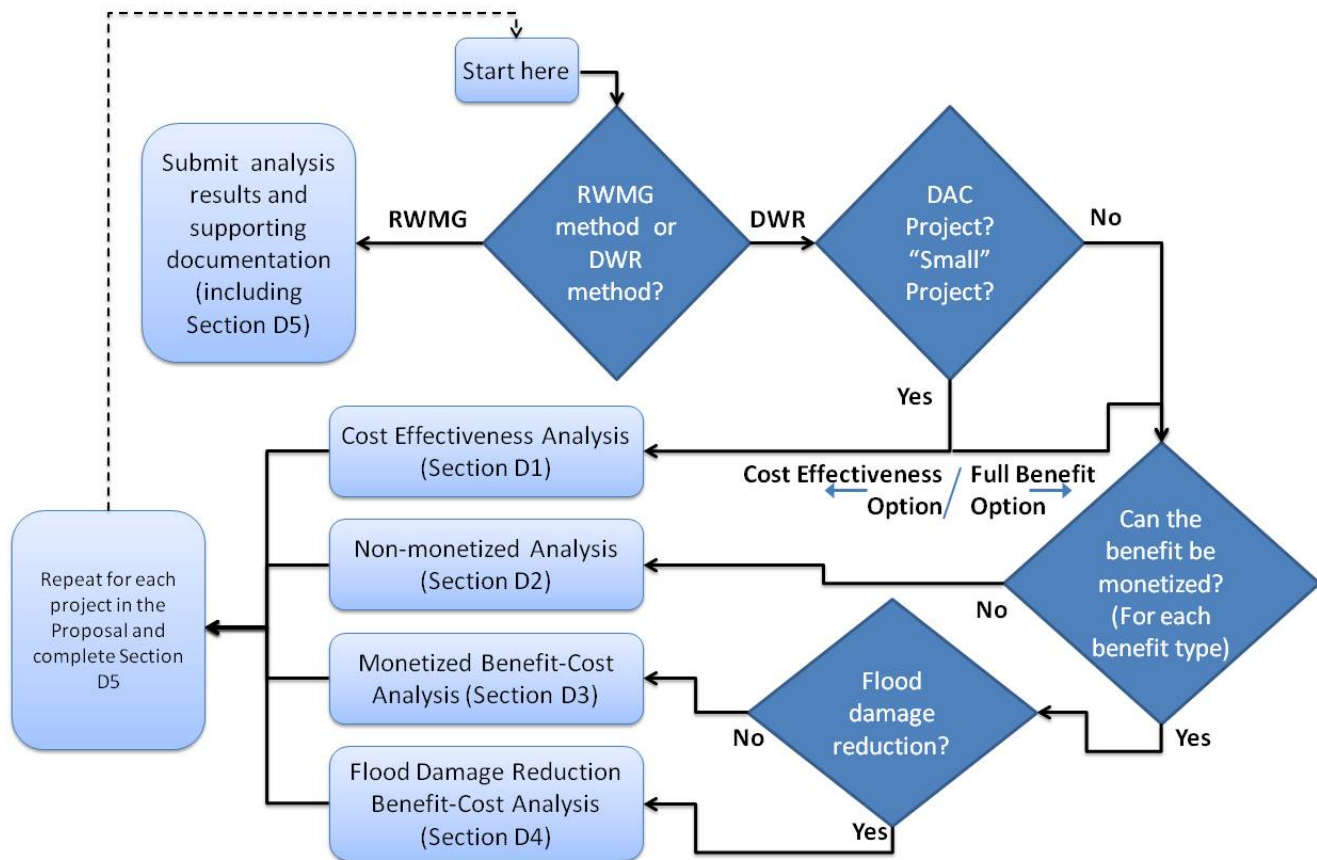 Start here
Submit analysis
results and
supporting
documentation
(including
Section D5)
RWMG
RWMG
method or
DWR
method?
DWR
DAC
Project?
“Small”
Project?
No
Yes
Cost Effectiveness Analysis
(Section D1)
Cost Effectiveness
Option
/
Full Benefit
Option
Can the
benefit be
monetized?
(For each
benefit type)
Non-monetized Analysis
(Section D2)
No
Repeat for each
project in the
Proposal and
complete Section
D5
Monetized Benefit-Cost
Analysis (Section D3)
No
Flood
damage
reduction?
Yes
Flood Damage Reduction
Benefit-Cost Analysis
(Section D4)
Yes